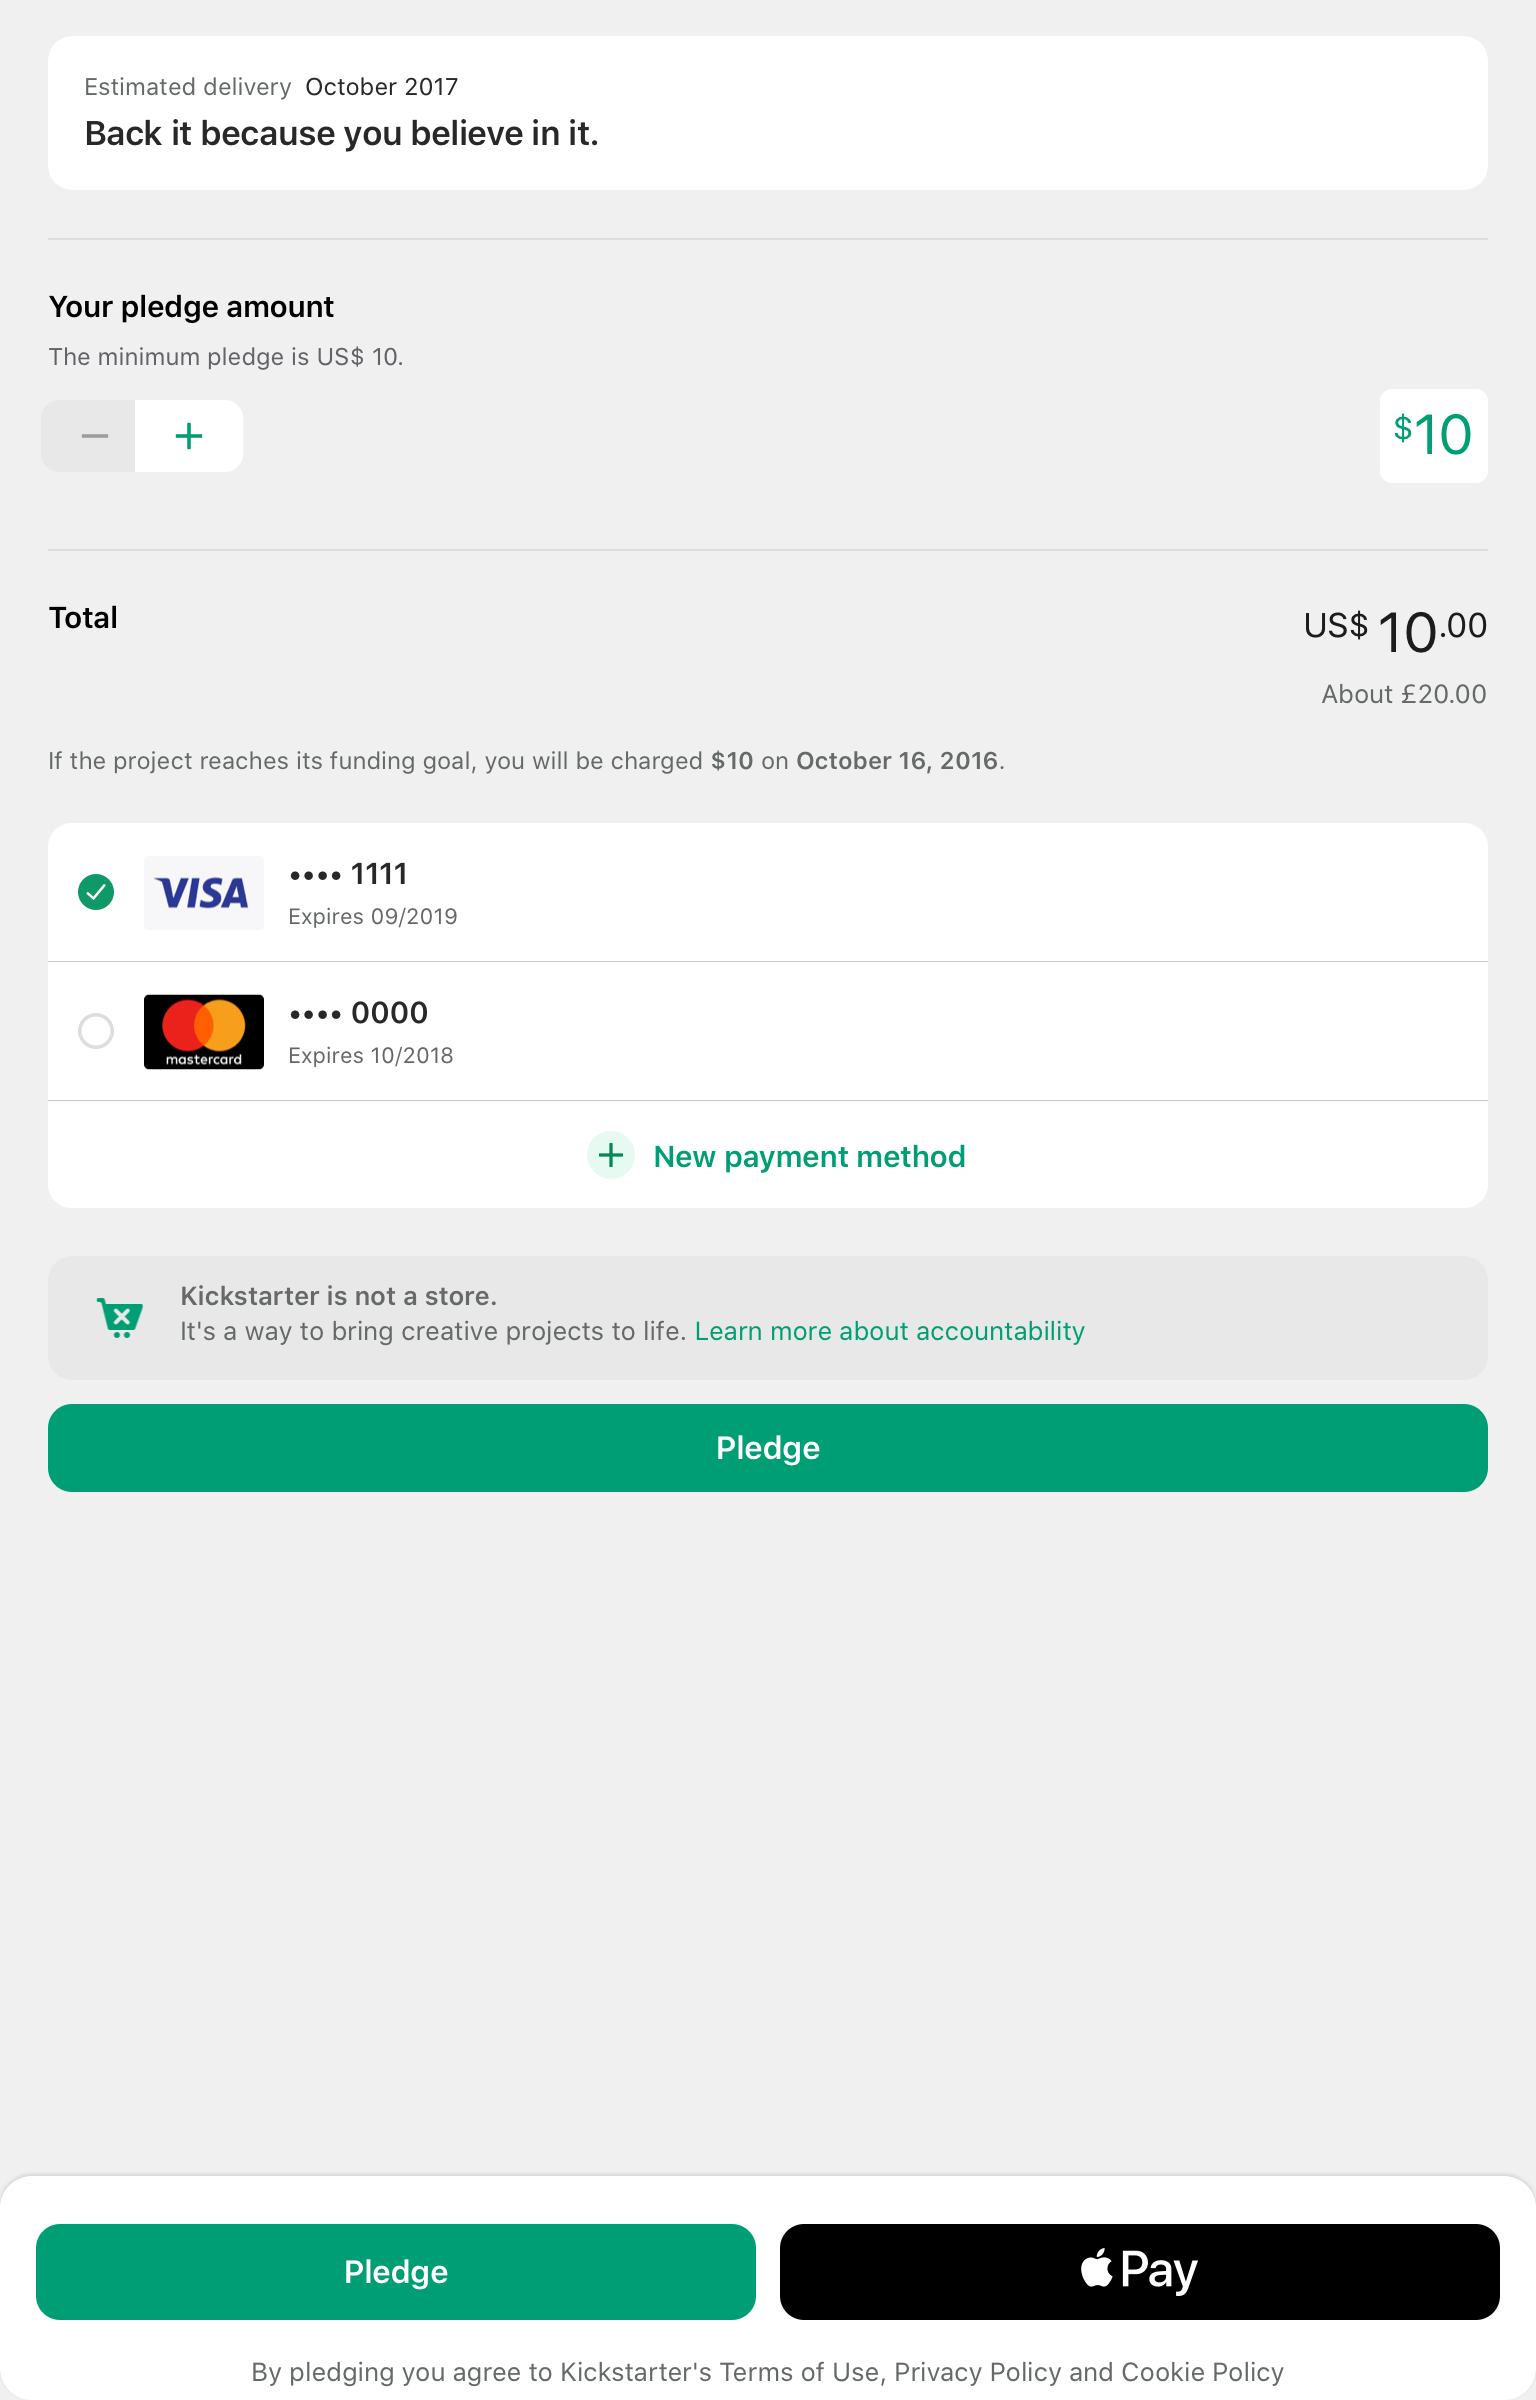 Estimated delivery October 2017
Back it because you believe in it.
Your pledge amount
The minimum pledge is US$ 10.
$10
Total
US$ 10.00
About £20.00
If the project reaches its funding goal, you will be charged $10 on October 16, 2016.
VISA
•••• 1111
Expires 09/2019
mastercard
•••• 0000
Expires 10/2018
New payment method
Kickstarter is not a store.
It's a way to bring creative projects to life. Learn more about accountability
Pledge
Pledge
Pay
By pledging you agree to Kickstarter's Terms of Use, Privacy Policy and Cookie Policy